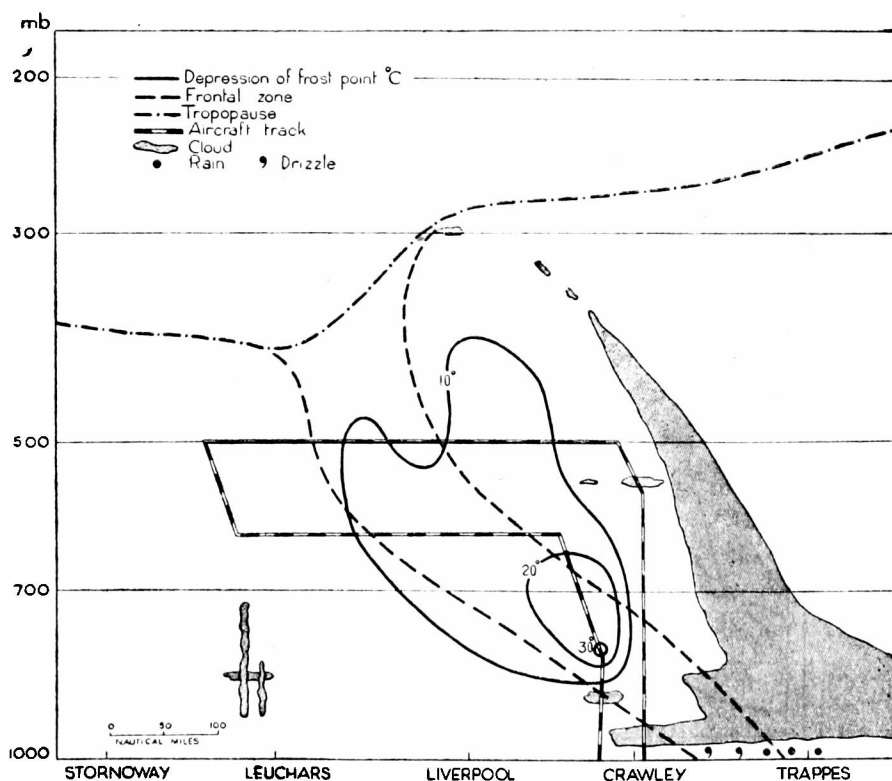 mb
200
Depression of frost point °C
Frontal zone
Tropopause
Aircraft track
Cloud
Rain Drizzle
300
10°
500
20°
700
30°
0 50 100
NAUTICAL MILES
1000
STORNOWAY LEUCHARS LIVERPOOL CRAWLEY TRAPPES